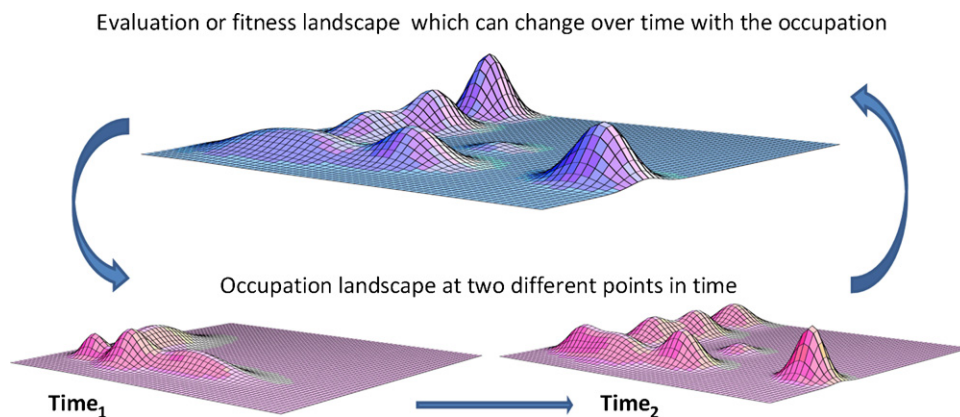 Evaluation or fitness landscape which can change over time with the occupation
Occupation landscape at two different points in time
Time₁ Time₂